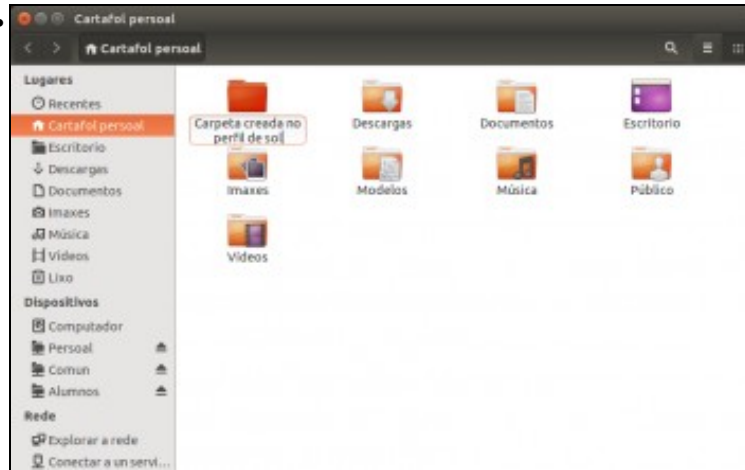 Cartafol persoal
Cartafol persoal
Lugares
Recentes
Cartafol persoal
Escritorio
Descargas
Documentos
Imaxes
Música
Vídeos
Lixo
Dispositivos
Computador
Persoal
Comun
Alumnos
Rede
Explorar a rede
Conectar a un servi...
Carpeta creada no
perfil de sol
Descargas
Documentos
Escritorio
Imaxes
Modelos
Música
Público
Vídeos